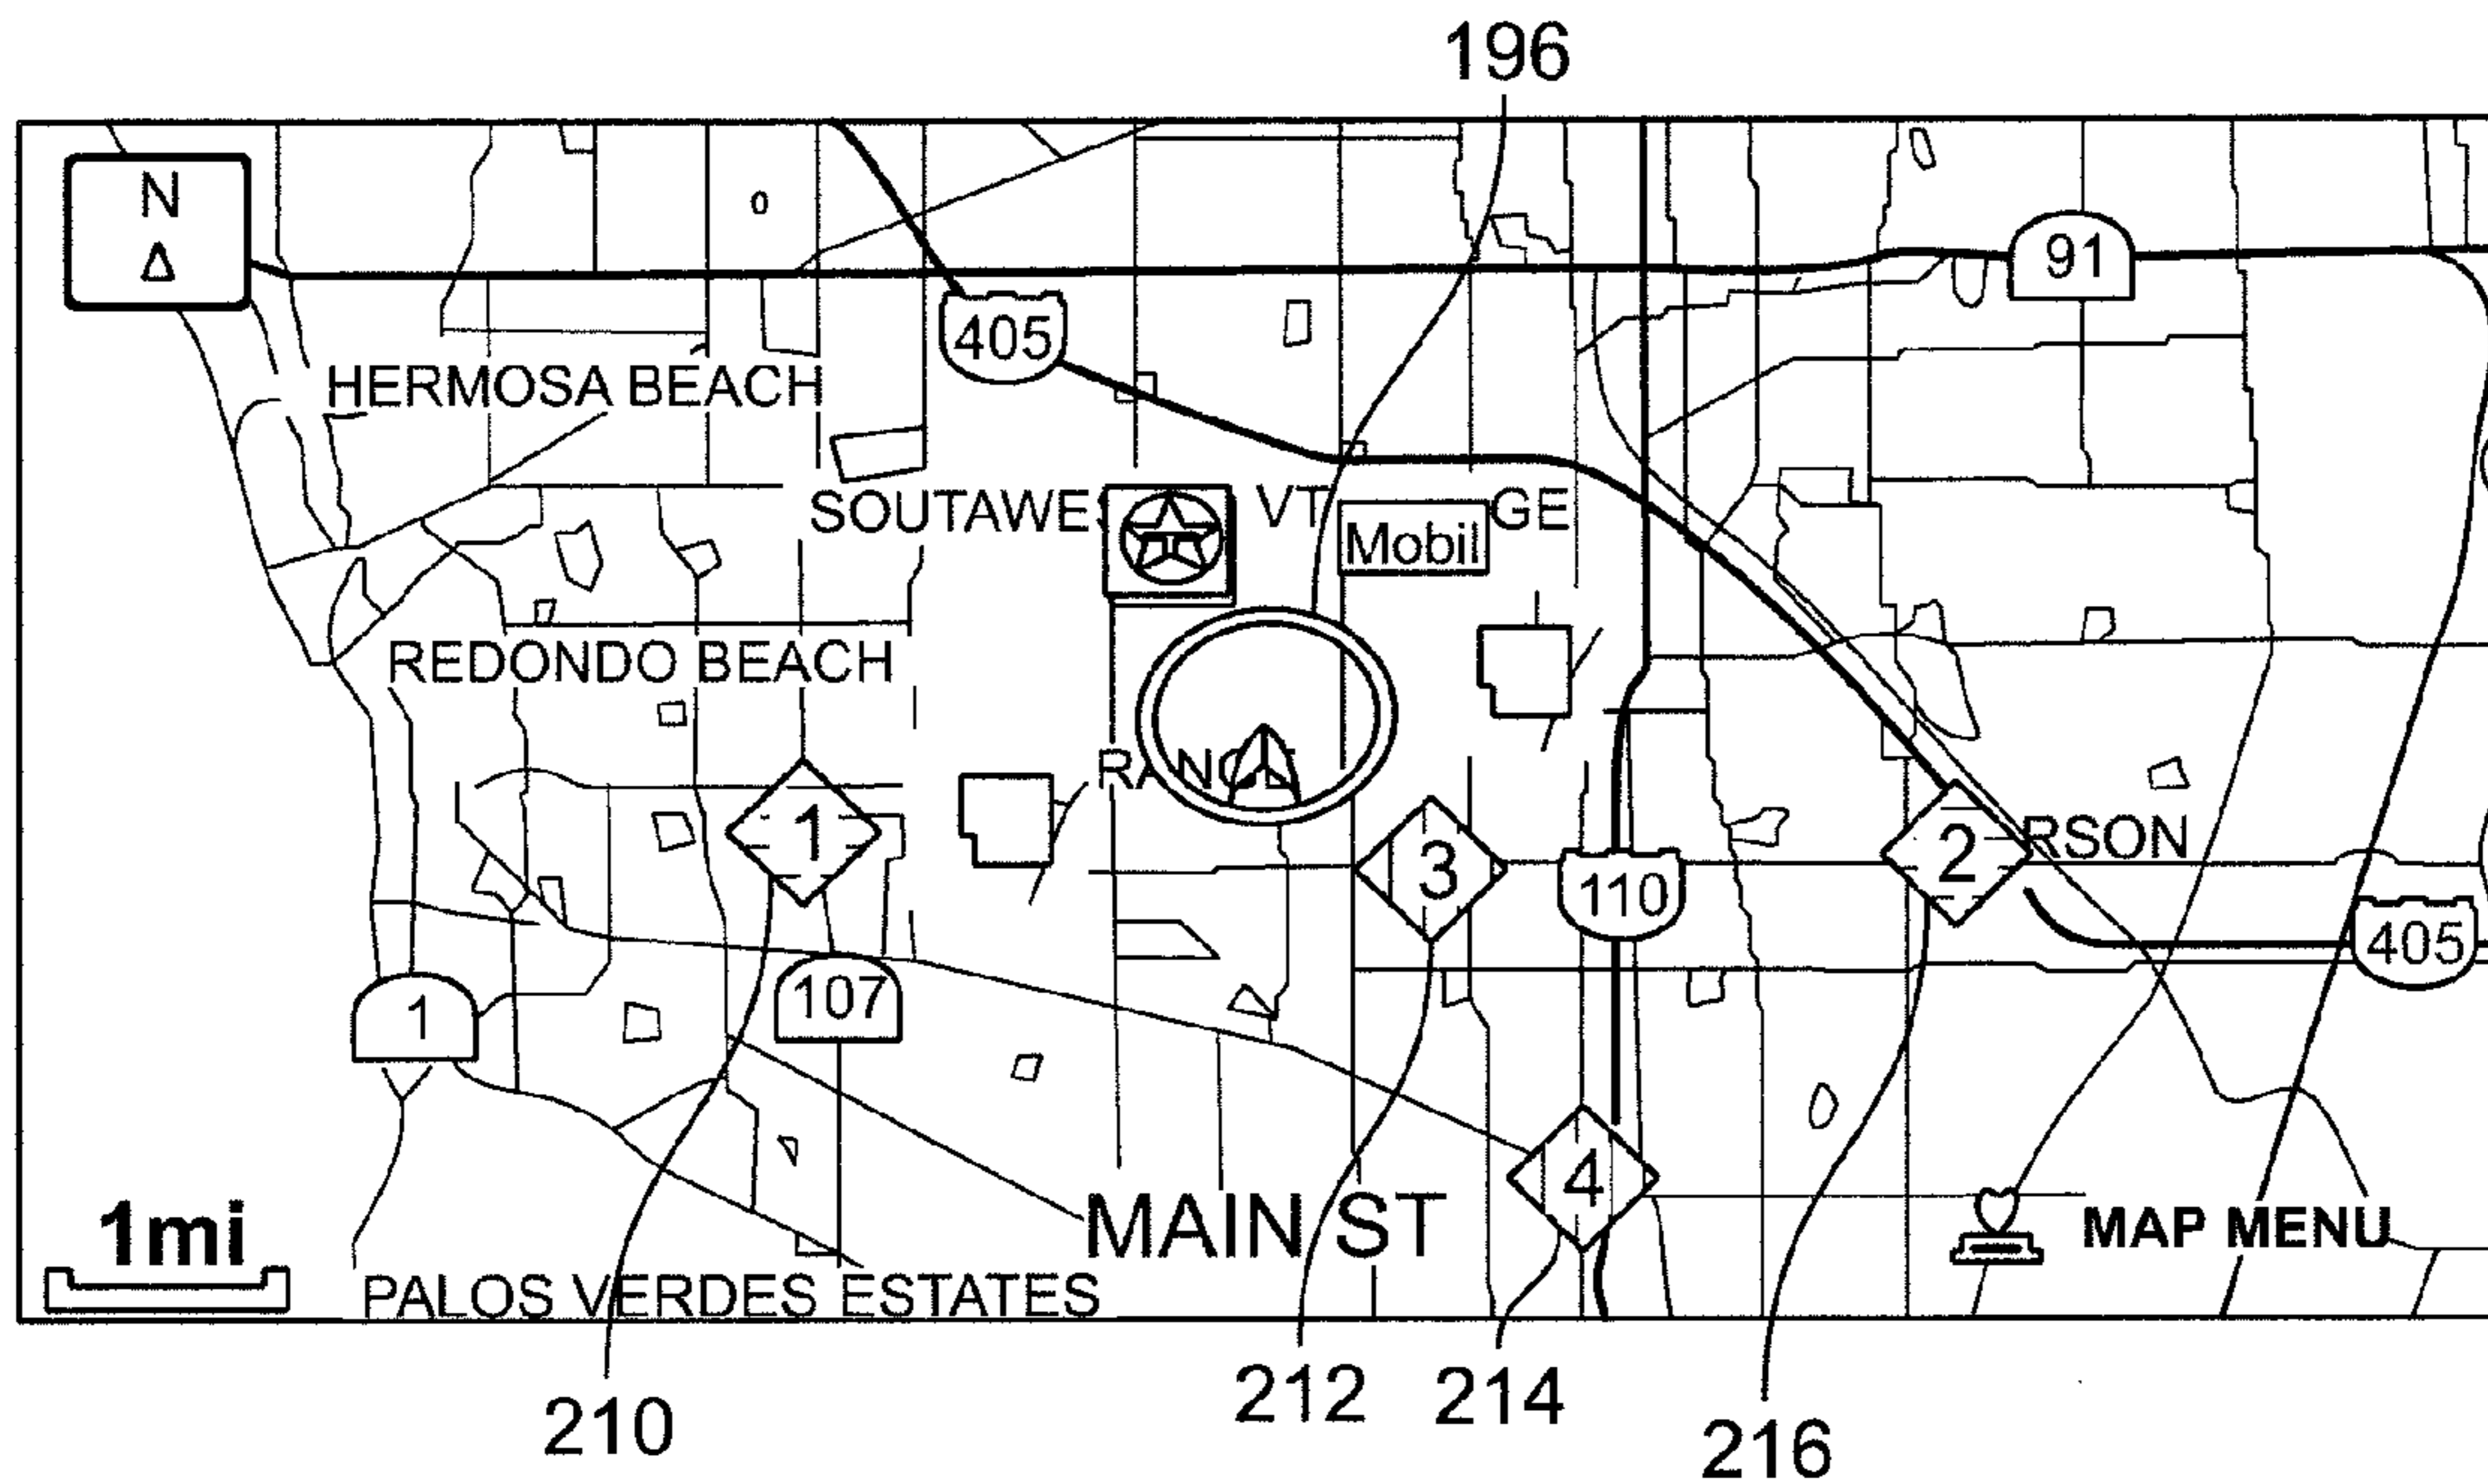 196
N
91
405
HERMOSA BEACH
SOUTAWES VT GE
Mobil
REDONDO BEACH
1
3
2 RSON
110
405
1
107
4
MAIN ST
1mi
MAP MENU
PALOS VERDES ESTATES
210
212
214
216